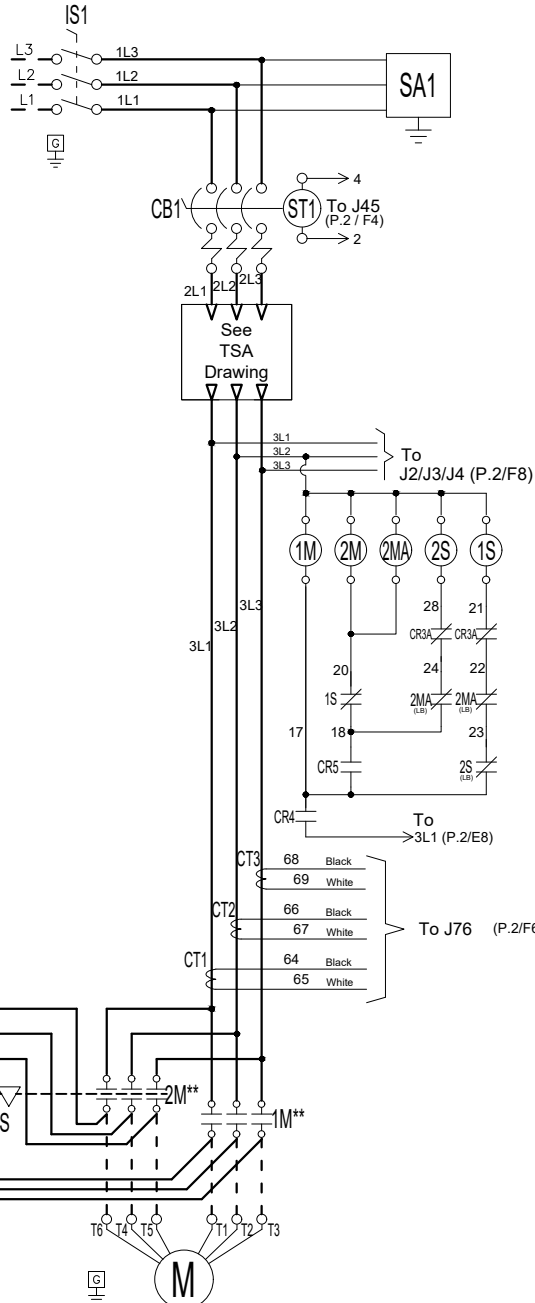 IS1
L3
1L3
L2
1L2
L1
1L1
SA1
G
4
CB1
ST1
To J45
(P.2 / F4)
2
2L1
2L2
2L3
See
TSA
Drawing
3L1
3L2
3L3
To
J2/J3/J4 (P.2/F8)
1M
2M
2MA
2S
1S
3L3
3L2
3L1
28
21
CR3A
CR3A
20
24
22
1S
2MA
(LB)
2MA
(LB)
17
18
23
CR5
2S
(LB)
CR4
To
3L1 (P.2/E8)
CT3
68
Black
69
White
CT2
66
Black
67
White
To J76
(P.2/F6
CT1
64
Black
65
White
2M**
S
1M**
T6
T4
T5
T1
T2
T3
M
G